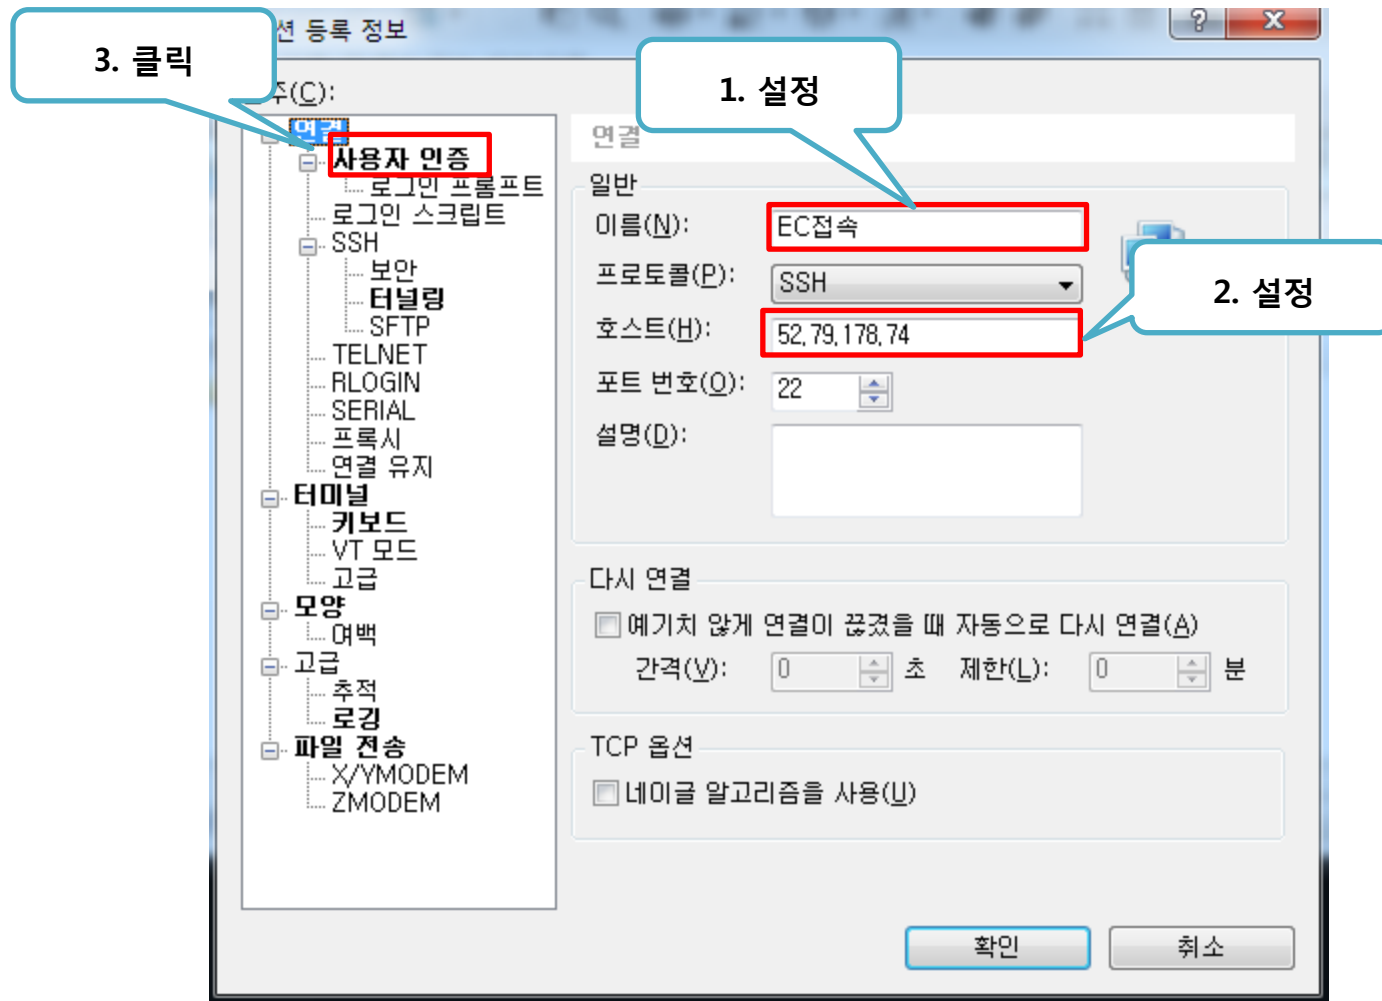 션 등록 정보
3. 클릭
1. 설정
주(C):
연결
사용자 인증
로그인 프롬프트
로그인 스크립트
SSH
보안
터널링
SFTP
TELNET
RLOGIN
SERIAL
프록시
연결 유지
터미널
키보드
VT 모드
고급
모양
여백
고급
추적
로깅
파일 전송
X/YMODEM
ZMODEM
연결
일반
이름(N):
EC접속
프로토콜(P):
SSH
2. 설정
호스트(H):
52,79,178,74
포트 번호(O):
22
설명(D):
다시 연결
예기치 않게 연결이 끊겼을 때 자동으로 다시 연결(A)
간격(V): 0 초 제한(L): 0 분
TCP 옵션
네이글 알고리즘을 사용(U)
확인 취소